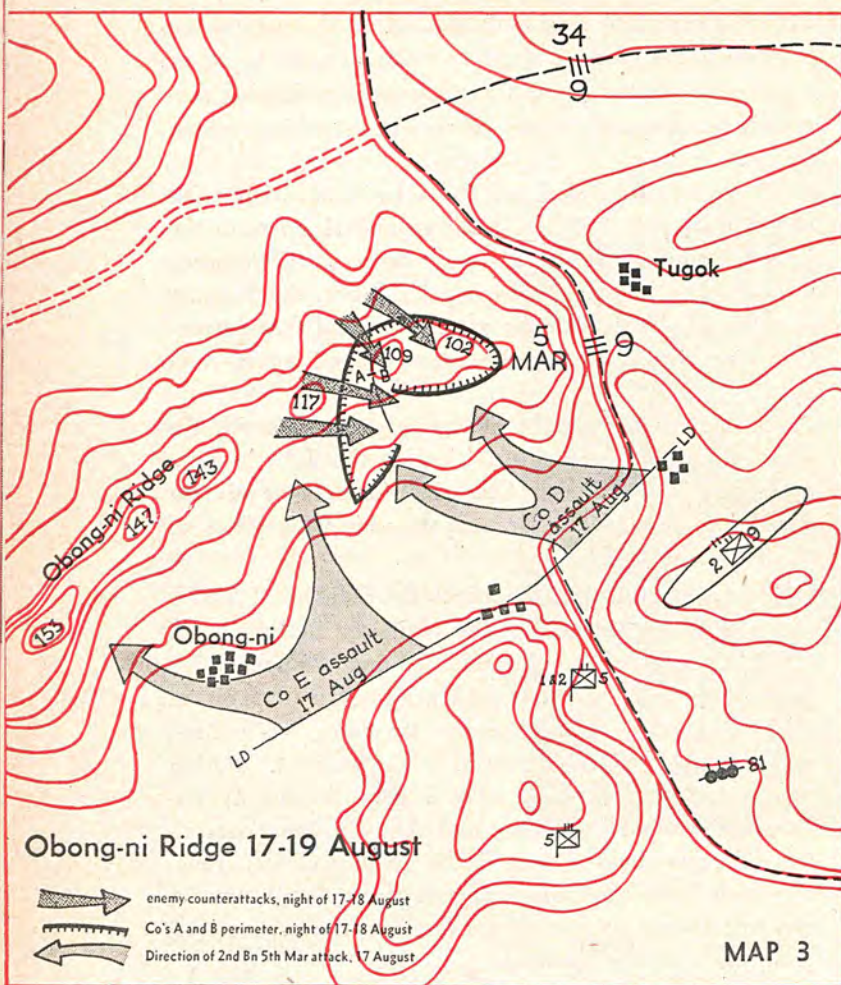 34
9
Tugok
5
MAR
9
102
109
A-B
117
143
147
153
Obong-ni Ridge
LD
Co D
assault
17 Aug
2 9
Obong-ni
Co E assault
17 Aug
1&2 5
LD
81
5
Obong-ni Ridge 17-19 August
enemy counterattacks, night of 17-18 August
Co's A and B perimeter, night of 17-18 August
Direction of 2nd Bn 5th Mar attack, 17 August
MAP 3